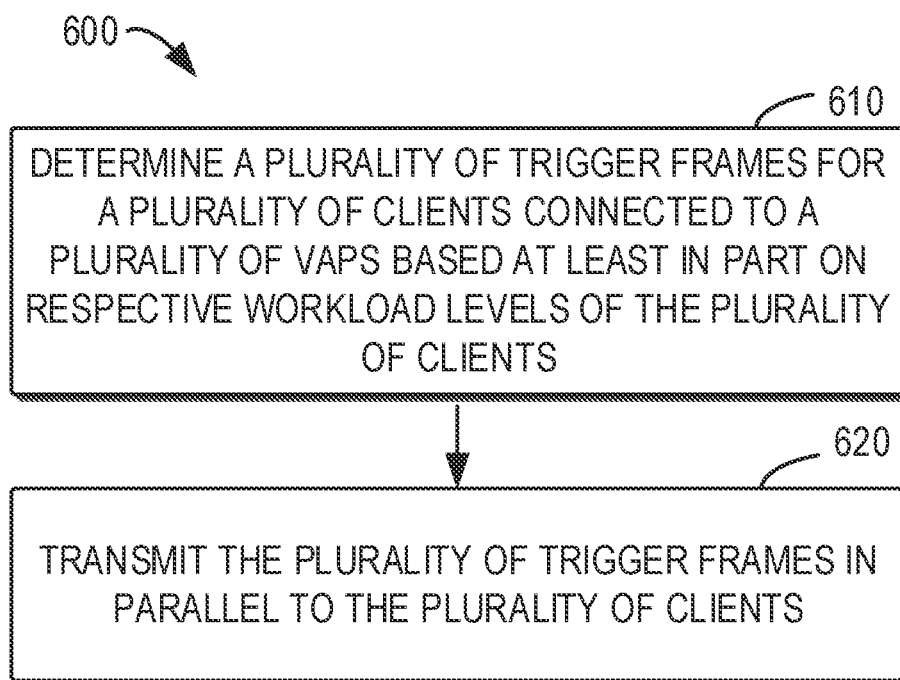 600
610
DETERMINE A PLURALITY OF TRIGGER FRAMES FOR
A PLURALITY OF CLIENTS CONNECTED TO A
PLURALITY OF VAPS BASED AT LEAST IN PART ON
RESPECTIVE WORKLOAD LEVELS OF THE PLURALITY
OF CLIENTS
620
TRANSMIT THE PLURALITY OF TRIGGER FRAMES IN
PARALLEL TO THE PLURALITY OF CLIENTS